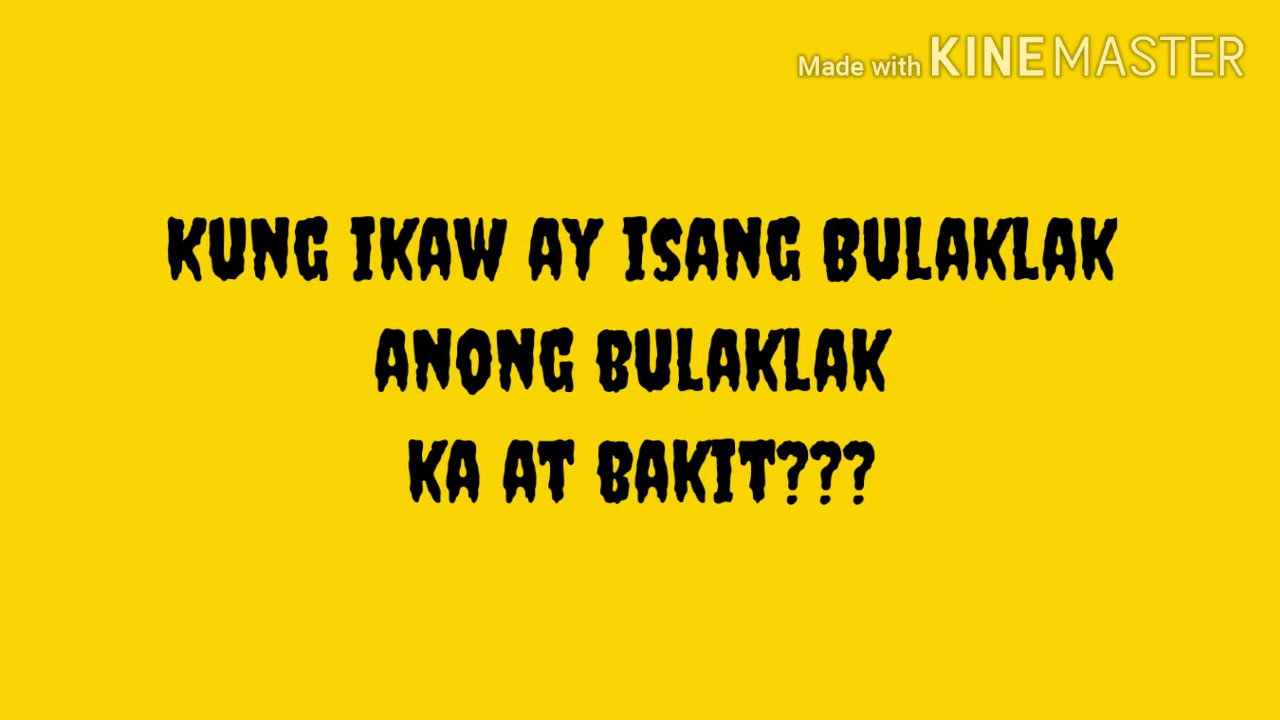 Made with KINEMASTER
KUNG IKAW AY ISANG BULAKLAK
ANONG BULAKLAK
KA AT BAKIT???